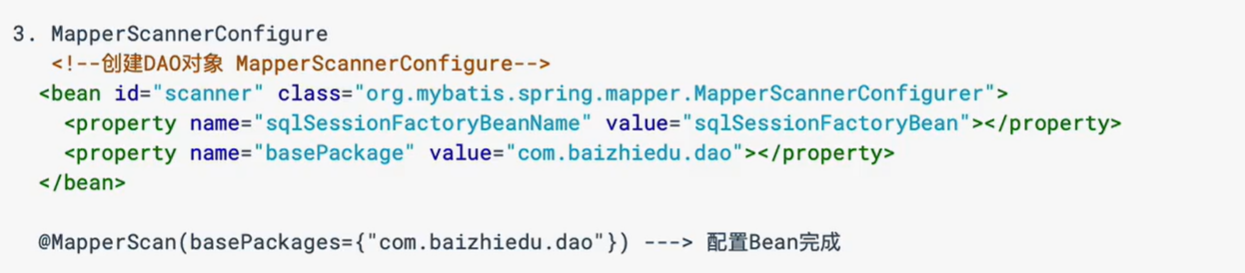 3. MapperScannerConfigure
<!--创建DAO对象 MapperScannerConfigure-->
<bean id="scanner" class="org.mybatis.spring.mapper.MapperScannerConfigurer">
<property name="sqlSessionFactoryBeanName" value="sqlSessionFactoryBean"></property>
<property name="basePackage" value="com.baizhiedu.dao"></property>
</bean>
@MapperScan(basePackages={"com.baizhiedu.dao"}) ---> 配置Bean完成